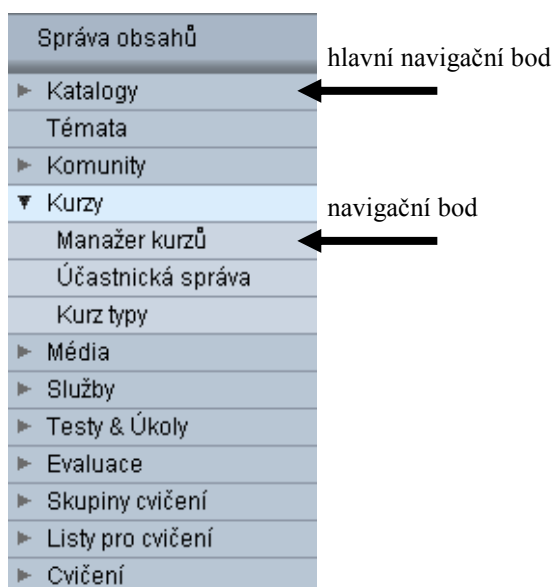 Správa obsahů
hlavní navigační bod
Katalogy
Témata
Komunity
Kurzy
navigační bod
Manažer kurzů
Účastnická správa
Kurz typy
Média
Služby
Testy & Úkoly
Evaluace
Skupiny cvičení
Listy pro cvičení
Cvičení